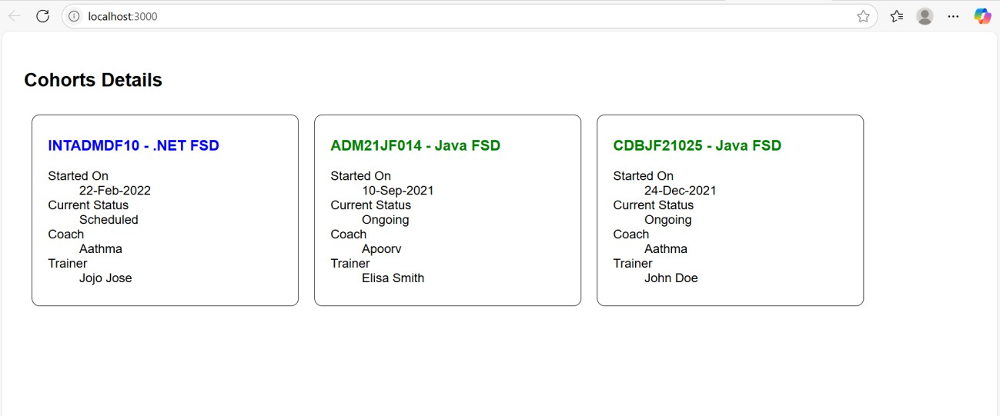 localhost:3000
Cohorts Details
INTADMDF10 - .NET FSD
Started On
22-Feb-2022
Current Status
Scheduled
Coach
Aathma
Trainer
Jojo Jose
ADM21JF014 - Java FSD
Started On
10-Sep-2021
Current Status
Ongoing
Coach
Apoorv
Trainer
Elisa Smith
CDBJF21025 - Java FSD
Started On
24-Dec-2021
Current Status
Ongoing
Coach
Aathma
Trainer
John Doe